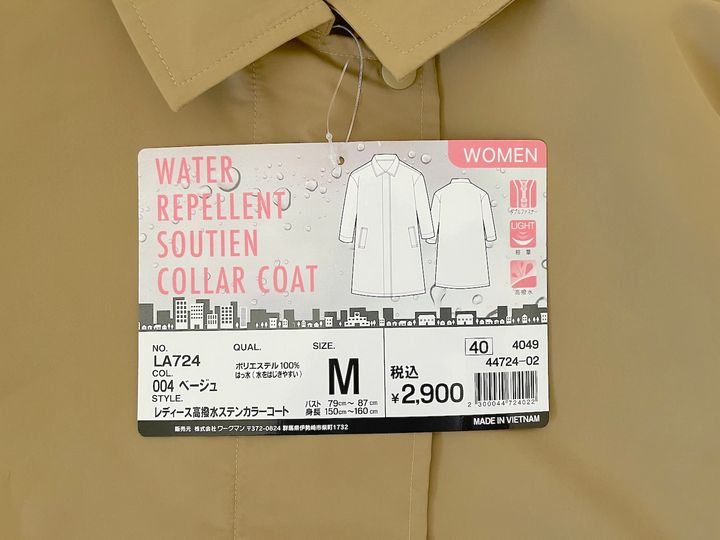 WOMEN
WATER
REPELLENT
SOUTIEN
COLLAR COAT
ダブルファスナー
LIGHT
軽量
高撥水
NO.
LA724
COL.
004 ベージュ
STYLE.
レディース高撥水ステンカラーコート
QUAL.
ポリエステル100%
はっ水(水をはじきやすい)
SIZE.
M
バスト 79cm～ 87cm
身長 150cm～160cm
40 4049
44724-02
税込
¥2,900
2 300044 724022
販売元 株式会社 ワークマン 〒372-0824 群馬県伊勢崎市柴町1732
MADE IN VIETNAM